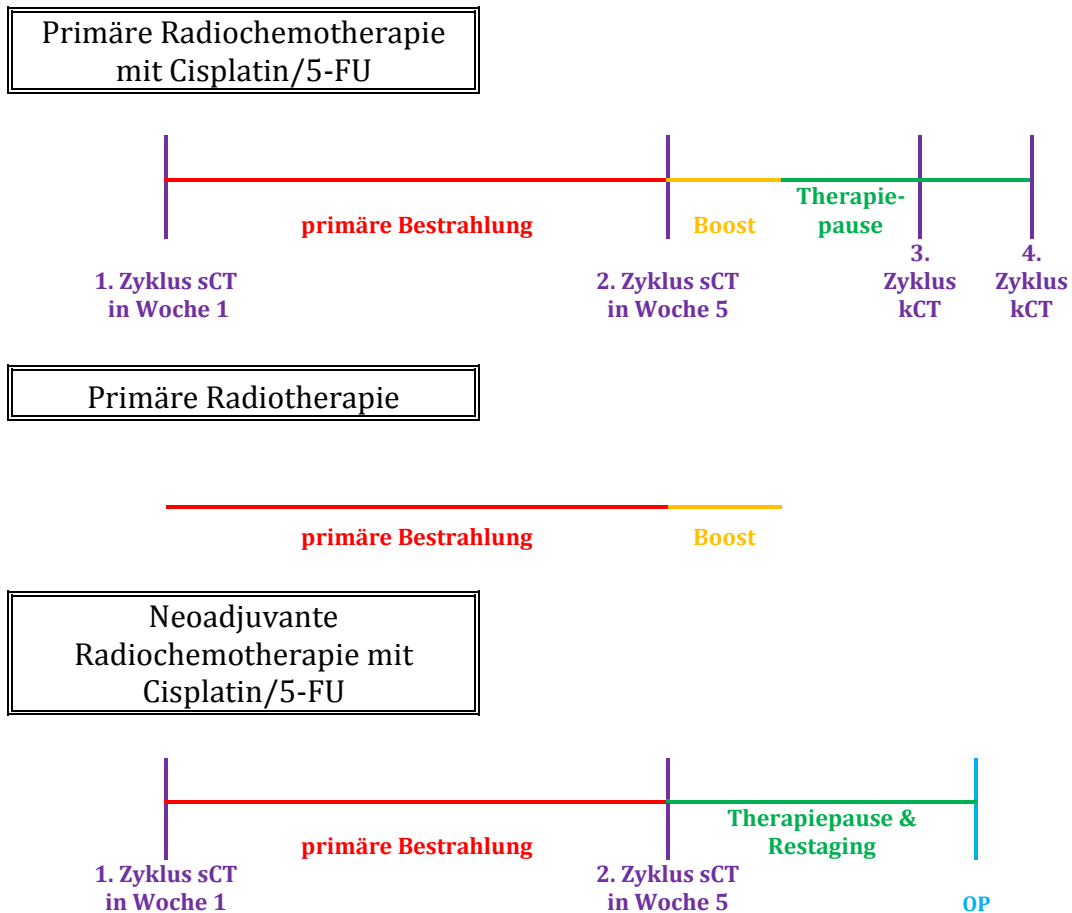 Primäre Radiochemotherapie
mit Cisplatin/5-FU
primäre Bestrahlung
Boost
Therapie-
pause
1. Zyklus sCT
in Woche 1
2. Zyklus sCT
in Woche 5
3.
Zyklus
kCT
4.
Zyklus
kCT
Primäre Radiotherapie
primäre Bestrahlung
Boost
Neoadjuvante
Radiochemotherapie mit
Cisplatin/5-FU
primäre Bestrahlung
Therapiepause &
Restaging
1. Zyklus sCT
in Woche 1
2. Zyklus sCT
in Woche 5
OP